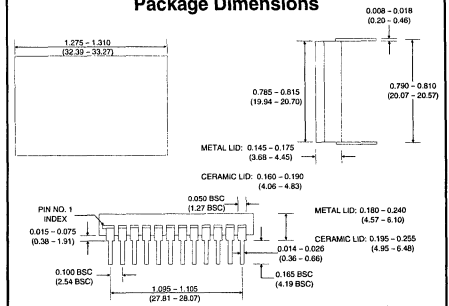 Package Dimensions
0.008 – 0.018
(0.20 – 0.46)
1.275 – 1.310
(32.39 – 33.27)
0.785 – 0.815
(19.94 – 20.70)
0.790 – 0.810
(20.07 – 20.57)
METAL LID: 0.145 – 0.175
(3.68 – 4.45)
CERAMIC LID: 0.160 – 0.190
(4.06 – 4.83)
0.050 BSC
(1.27 BSC)
PIN NO. 1
INDEX
METAL LID: 0.180 – 0.240
(4.57 – 6.10)
0.015 – 0.075
(0.38 – 1.91)
CERAMIC LID: 0.195 – 0.255
(4.95 – 6.48)
0.014 – 0.026
(0.36 – 0.66)
0.100 BSC
(2.54 BSC)
0.165 BSC
(4.19 BSC)
1.095 – 1.105
(27.81 – 28.07)